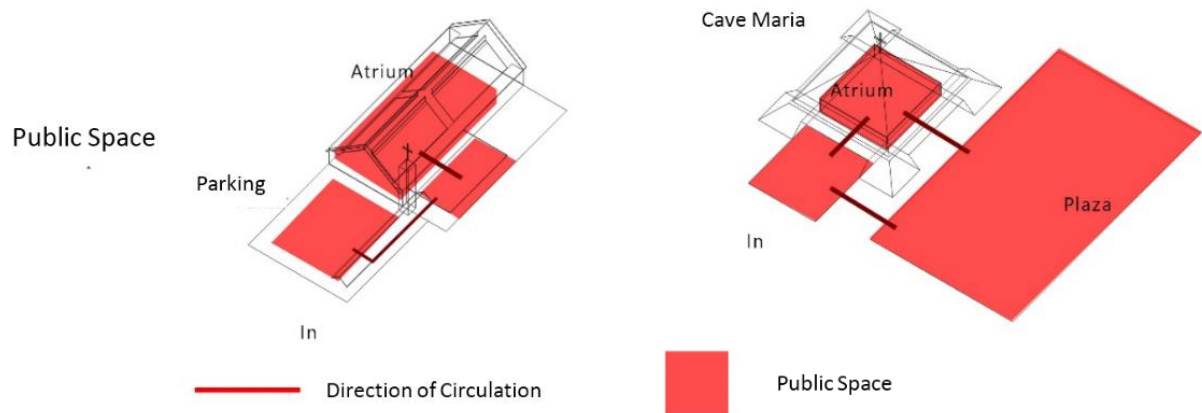 Public Space
Atrium
Parking
In
Cave Maria
Atrium
Plaza
In
Direction of Circulation
Public Space